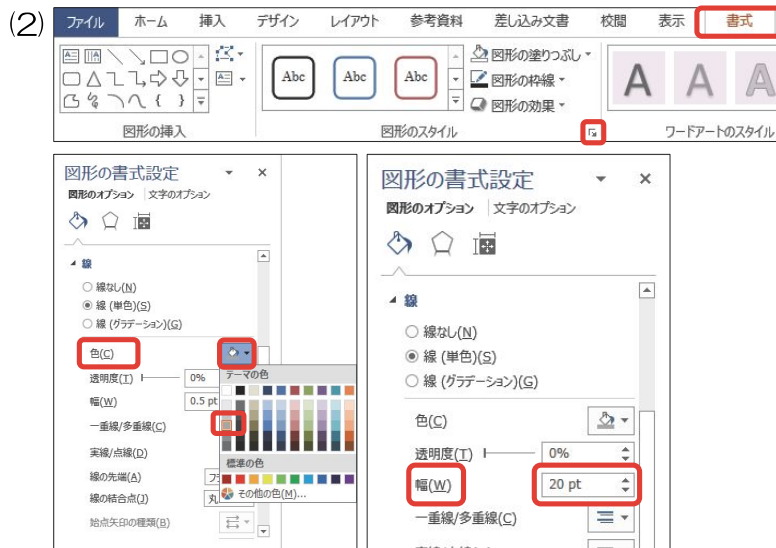 (2)
ファイル ホーム 挿入 デザイン レイアウト 参考資料 差し込み文書 校閲 表示 書式
Abc Abc Abc
図形の塗りつぶし
図形の枠線
図形の効果
A A A
図形の挿入 図形のスタイル ワードアートのスタイル
図形の書式設定
図形のオプション 文字のオプション
線
線なし(N)
線 (単色)(S)
線 (グラデーション)(G)
色(C)
透明度(T) 0%
幅(W) 0.5 pt
一重線/多重線(C)
実線/点線(D)
線の先端(A) フ
線の結合点(J) 丸
始点矢印の種類(B)
テーマの色
標準の色
その他の色(M)...
図形の書式設定
図形のオプション 文字のオプション
線
線なし(N)
線 (単色)(S)
線 (グラデーション)(G)
色(C)
透明度(T) 0%
幅(W) 20 pt
一重線/多重線(C)